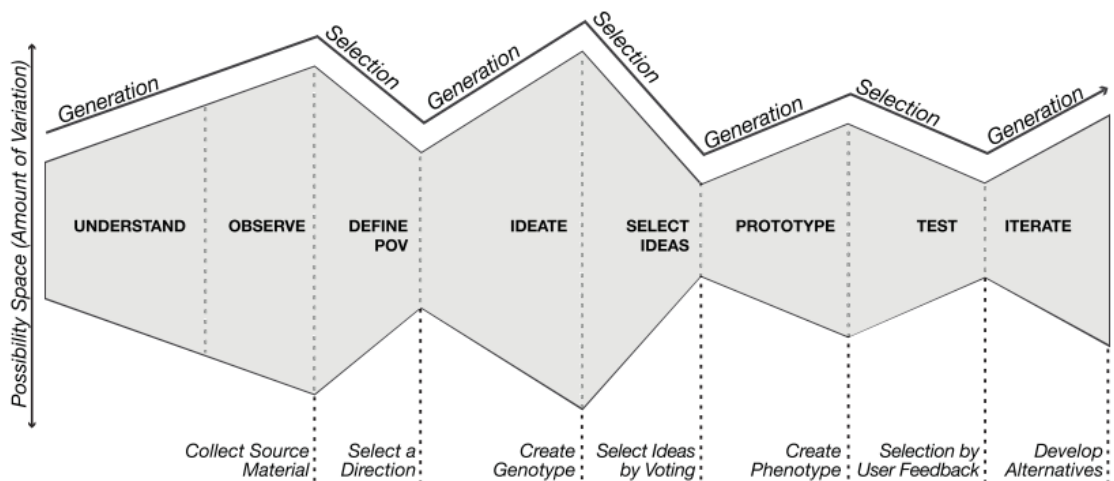 Generation
Selection
Generation
Selection
Generation
Selection
Generation
Possibility Space (Amount of Variation)
UNDERSTAND
OBSERVE
DEFINE
POV
IDEATE
SELECT
IDEAS
PROTOTYPE
TEST
ITERATE
Collect Source
Material
Select a
Direction
Create
Genotype
Select Ideas
by Voting
Create
Phenotype
Selection by
User Feedback
Develop
Alternatives